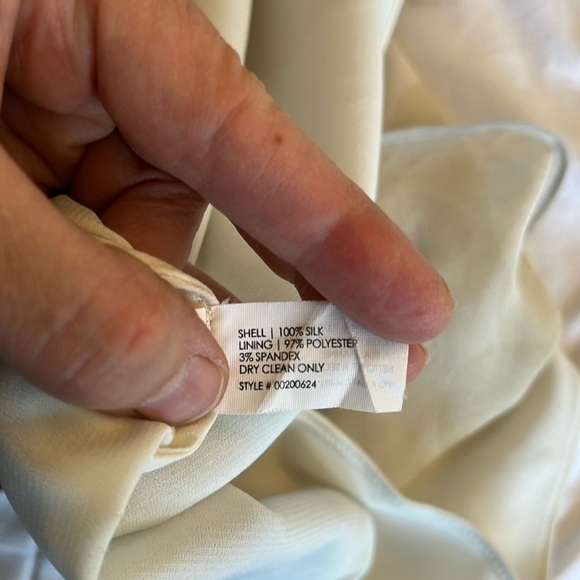 SHELL | 100% SILK
LINING | 97% POLYESTER
3% SPANDEX
DRY CLEAN ONLY
STYLE # 00200624